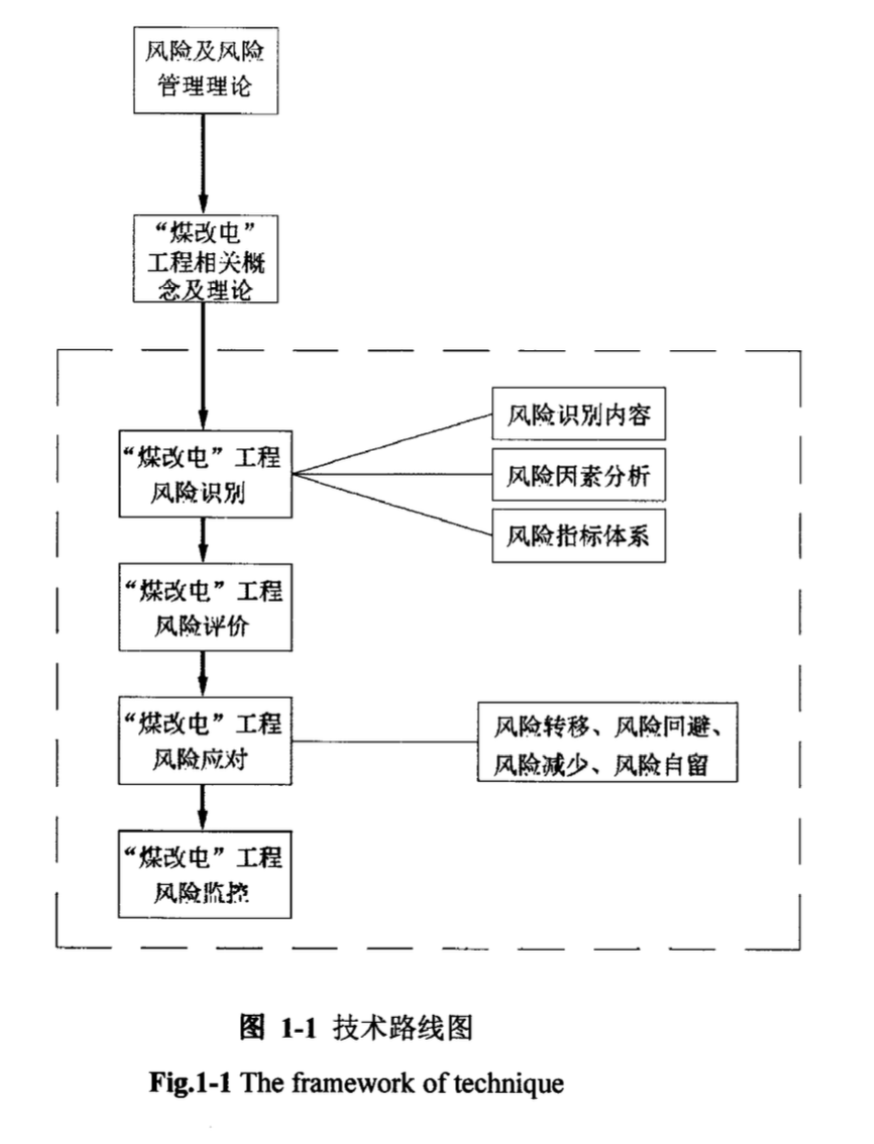 风险及风险
管理理论
“煤改电”
工程相关概
念及理论
“煤改电”工程
风险识别
风险识别内容
风险因素分析
风险指标体系
“煤改电”工程
风险评价
“煤改电”工程
风险应对
风险转移、风险回避、
风险减少、风险自留
“煤改电”工程
风险监控
图 1-1 技术路线图
Fig.1-1 The framework of technique